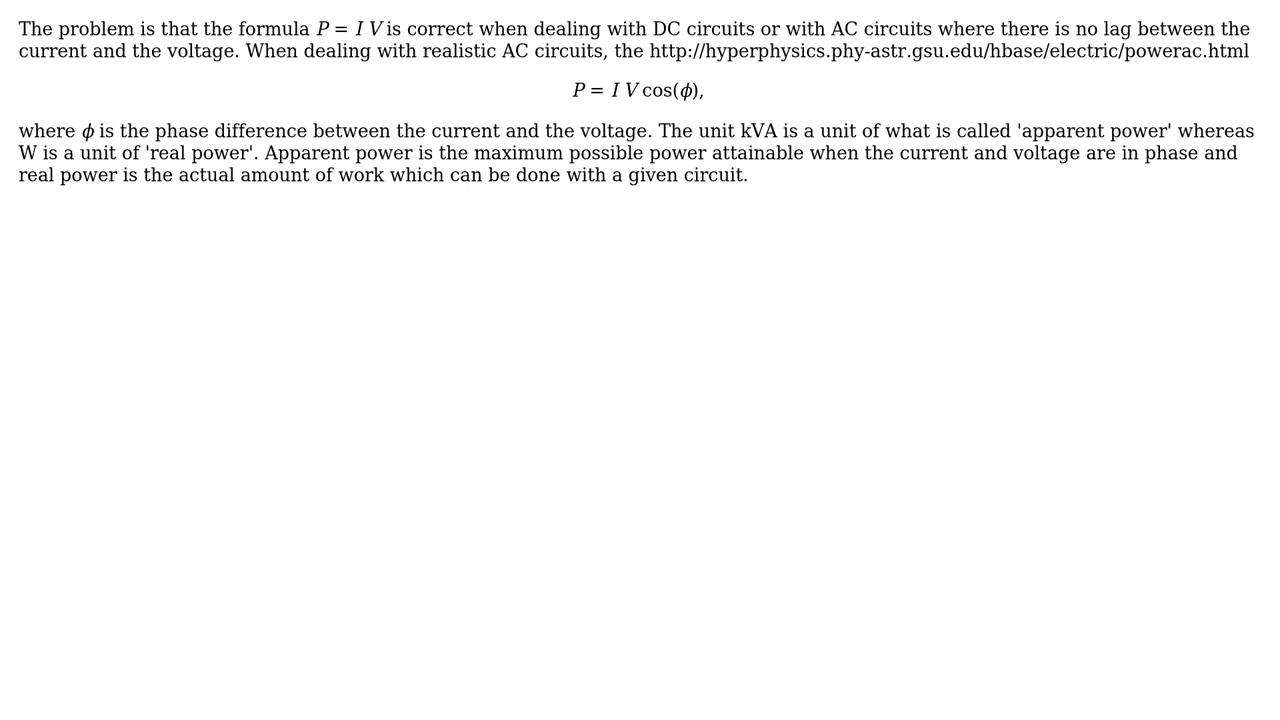 The problem is that the formula P = I V is correct when dealing with DC circuits or with AC circuits where there is no lag between the
current and the voltage. When dealing with realistic AC circuits, the http://hyperphysics.phy-astr.gsu.edu/hbase/electric/powerac.html
P = I V cos(ϕ),
where ϕ is the phase difference between the current and the voltage. The unit kVA is a unit of what is called 'apparent power' whereas
W is a unit of 'real power'. Apparent power is the maximum possible power attainable when the current and voltage are in phase and
real power is the actual amount of work which can be done with a given circuit.